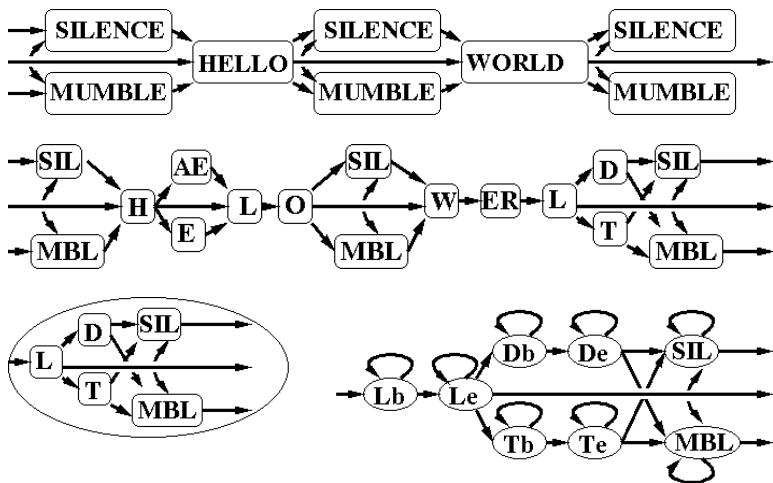 SILENCE SILENCE SILENCE
HELLO WORLD
MUMBLE MUMBLE MUMBLE
SIL AE SIL D SIL
H L O W ER L
MBL E MBL T MBL
D SIL
L
T MBL
Db De SIL
Lb Le
Tb Te MBL